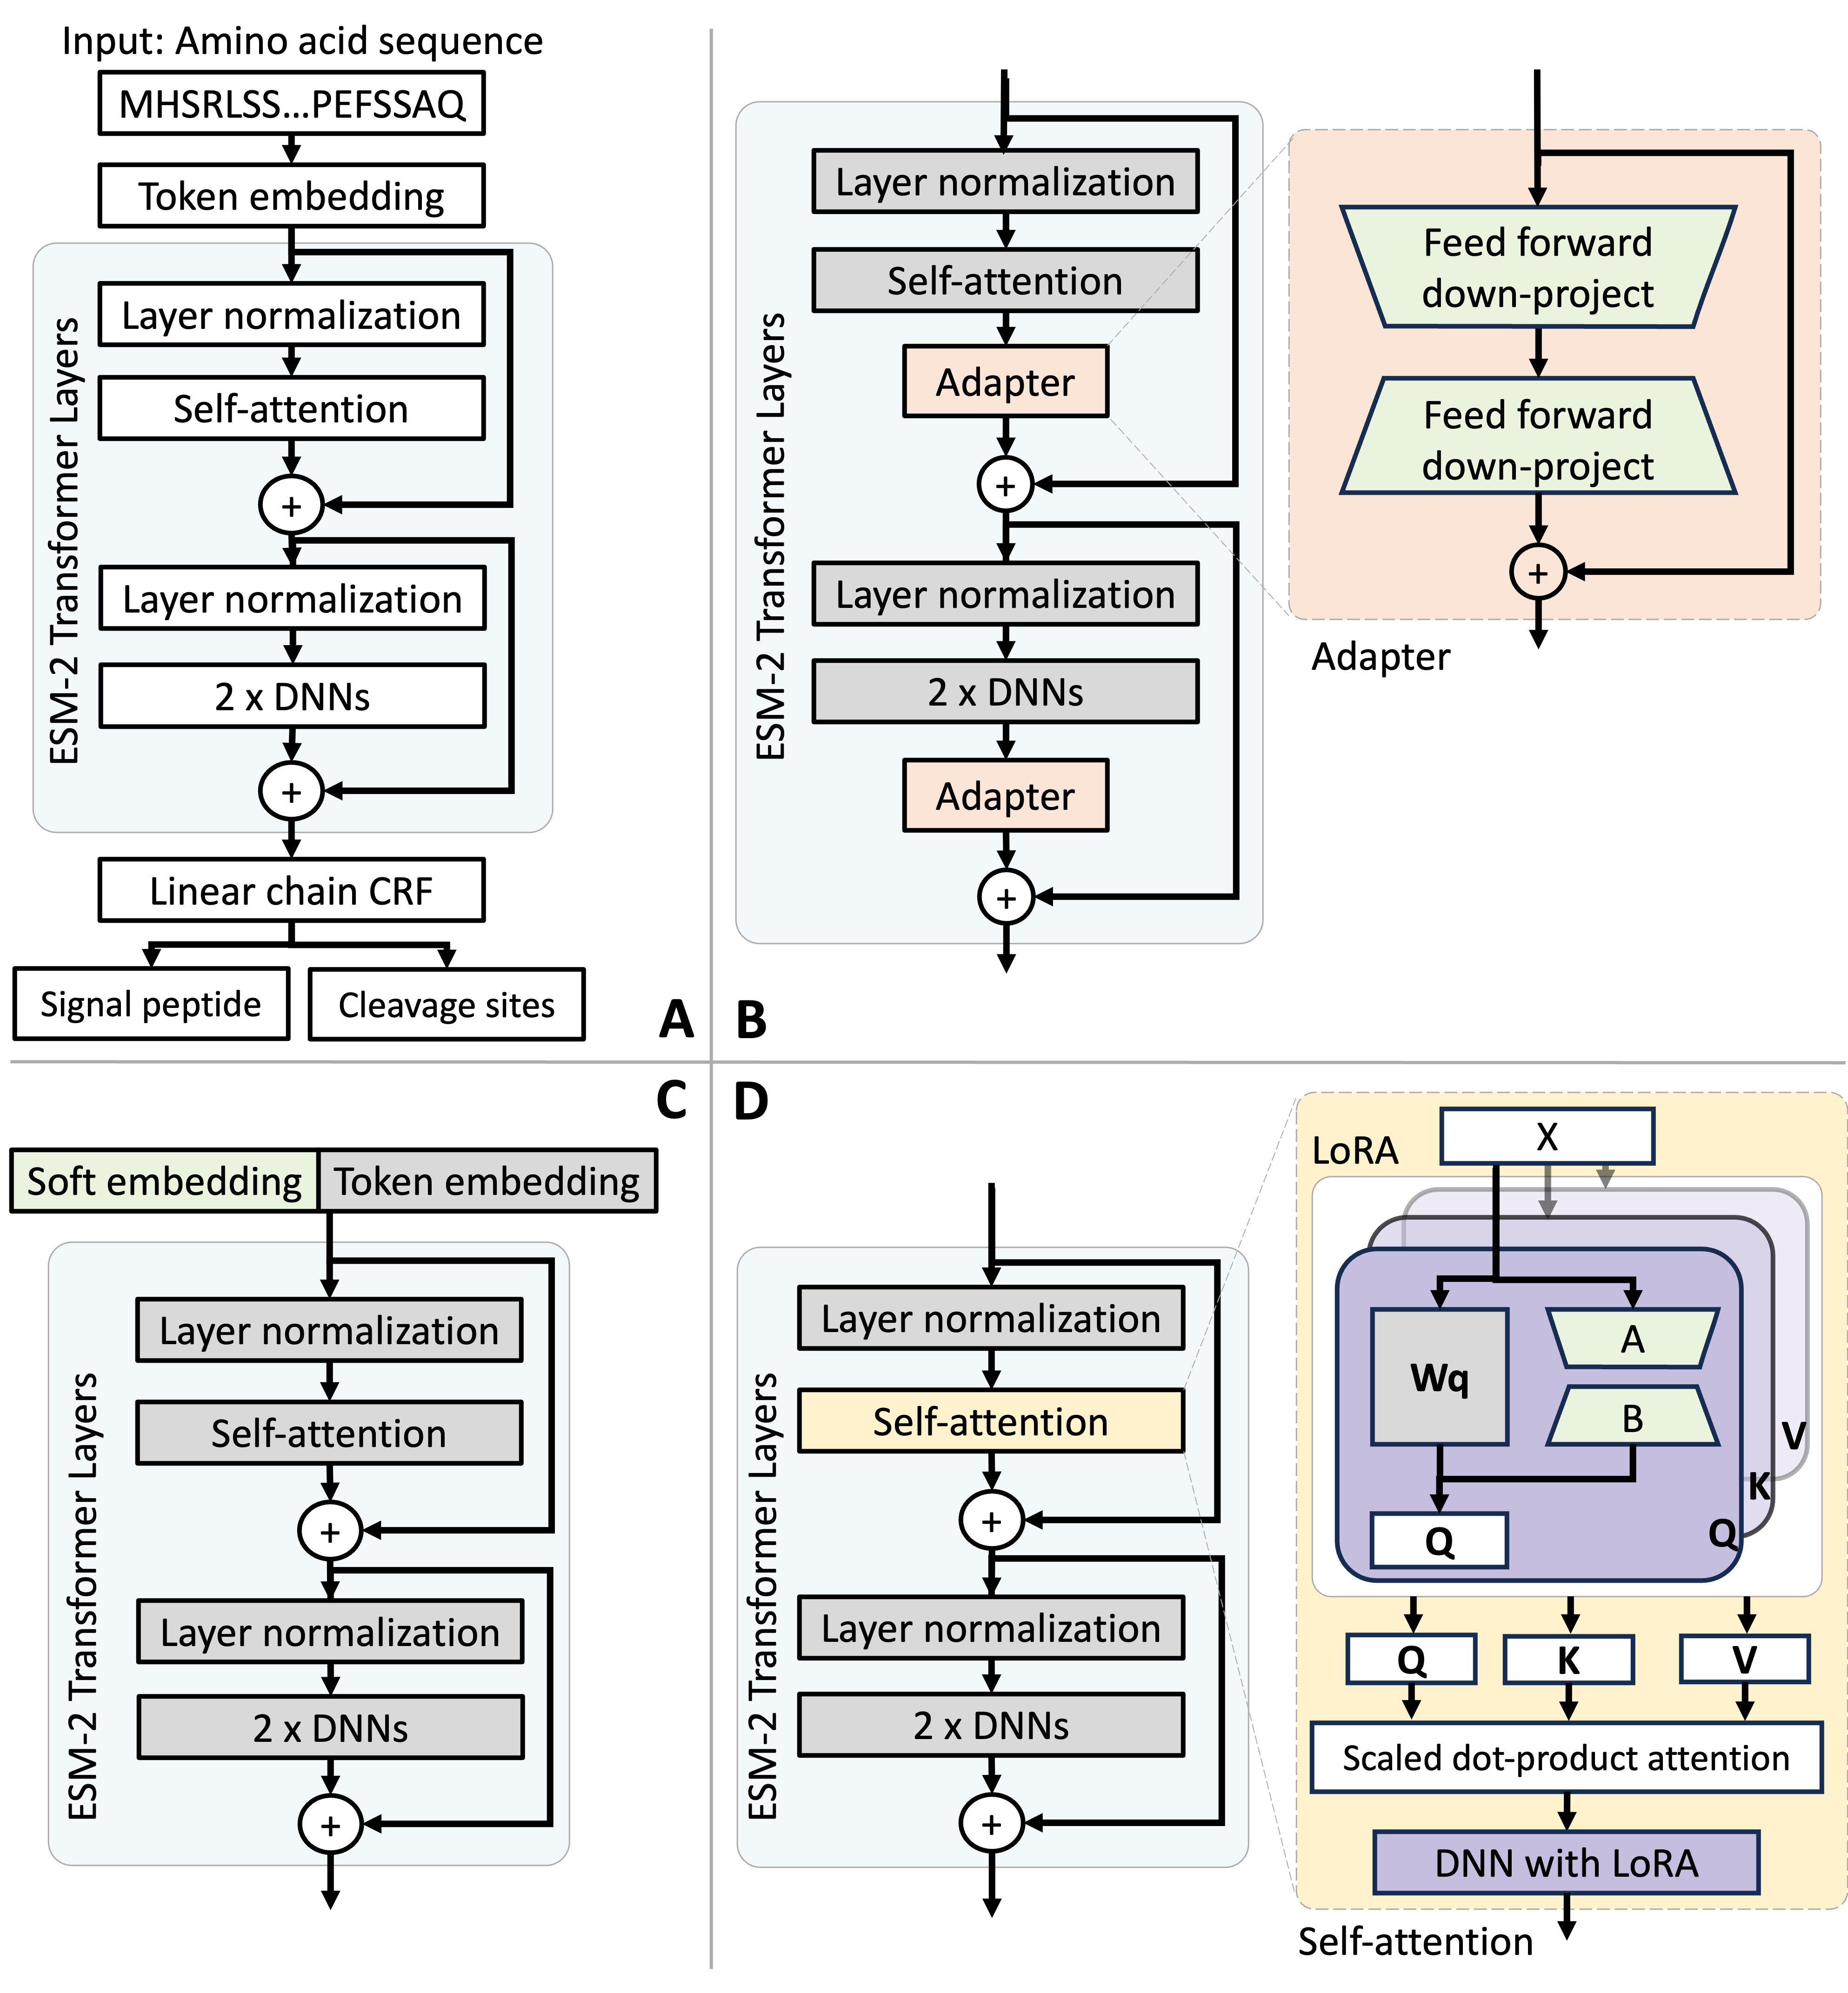 Input: Amino acid sequence
MHSRLSS...PEFSSAQ
Token embedding
ESM-2 Transformer Layers
Layer normalization
Self-attention
+
Layer normalization
2 x DNNs
+
Linear chain CRF
Signal peptide
Cleavage sites
A
B
ESM-2 Transformer Layers
Layer normalization
Self-attention
Adapter
+
Layer normalization
2 x DNNs
Adapter
+
Feed forward
down-project
Feed forward
down-project
+
Adapter
C
Soft embedding
Token embedding
ESM-2 Transformer Layers
Layer normalization
Self-attention
+
Layer normalization
2 x DNNs
+
D
ESM-2 Transformer Layers
Layer normalization
Self-attention
+
Layer normalization
2 x DNNs
+
LoRA
X
Wq
A
B
Q
Q
K
V
Q
K
V
Scaled dot-product attention
DNN with LoRA
Self-attention